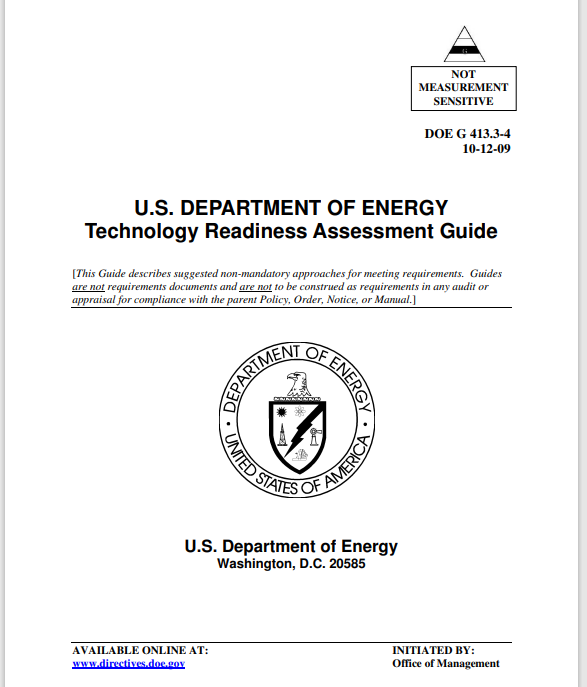 NOT
MEASUREMENT
SENSITIVE
DOE G 413.3-4
10-12-09
U.S. DEPARTMENT OF ENERGY
Technology Readiness Assessment Guide
[This Guide describes suggested non-mandatory approaches for meeting requirements. Guides
are not requirements documents and are not to be construed as requirements in any audit or
appraisal for compliance with the parent Policy, Order, Notice, or Manual.]
DEPARTMENT OF ENERGY
UNITED STATES OF AMERICA
U.S. Department of Energy
Washington, D.C. 20585
AVAILABLE ONLINE AT:
www.directives.doe.gov
INITIATED BY:
Office of Management